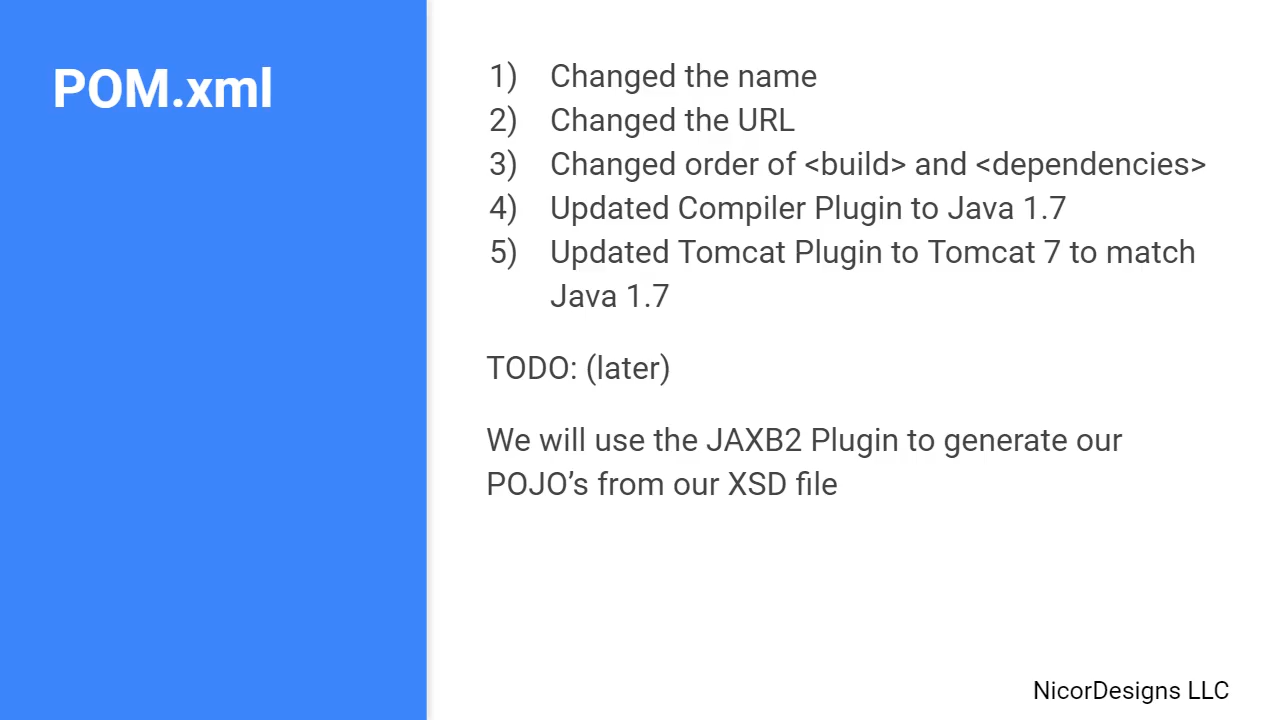 POM.xml
1) Changed the name
2) Changed the URL
3) Changed order of <build> and <dependencies>
4) Updated Compiler Plugin to Java 1.7
5) Updated Tomcat Plugin to Tomcat 7 to match
Java 1.7
TODO: (later)
We will use the JAXB2 Plugin to generate our
POJO’s from our XSD file
NicorDesigns LLC